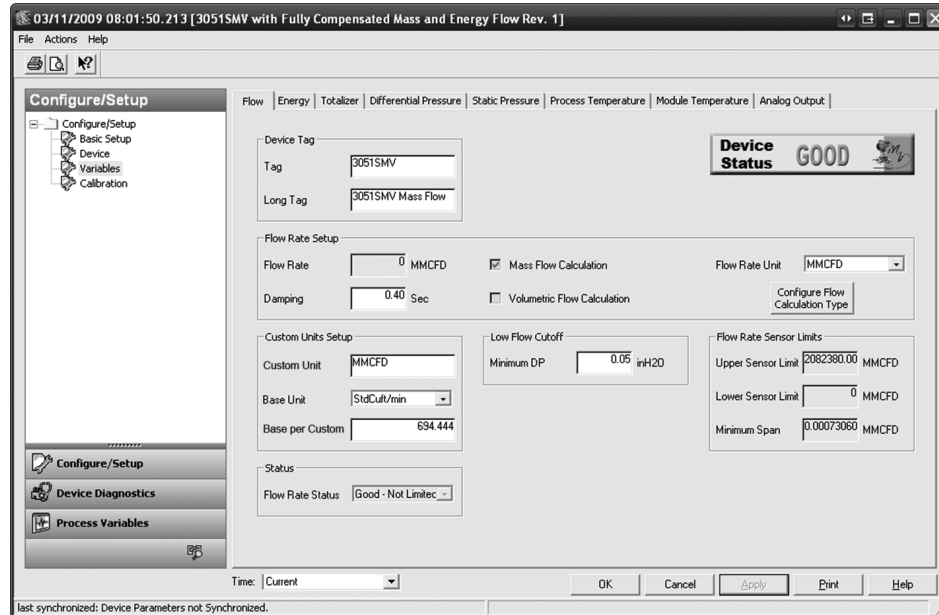 03/11/2009 08:01:50.213 [3051SMV with Fully Compensated Mass and Energy Flow Rev. 1]
File Actions Help
Configure/Setup
Configure/Setup
Basic Setup
Device
Variables
Calibration
Configure/Setup
Device Diagnostics
Process Variables
Flow Energy Totalizer Differential Pressure Static Pressure Process Temperature Module Temperature Analog Output
Device Tag
Tag 3051SMV
Long Tag 3051SMV Mass Flow
Device Status GOOD
Flow Rate Setup
Flow Rate 0 MMCFD Mass Flow Calculation Flow Rate Unit MMCFD
Damping 0.40 Sec Volumetric Flow Calculation Configure Flow Calculation Type
Custom Units Setup
Custom Unit MMCFD
Base Unit StdCuft/min
Base per Custom 694.444
Low Flow Cutoff
Minimum DP 0.05 inH2O
Flow Rate Sensor Limits
Upper Sensor Limit 2082380.00 MMCFD
Lower Sensor Limit 0 MMCFD
Minimum Span 0.00073060 MMCFD
Status
Flow Rate Status Good - Not Limitec
Time: Current
OK Cancel Apply Print Help
last synchronized: Device Parameters not Synchronized.